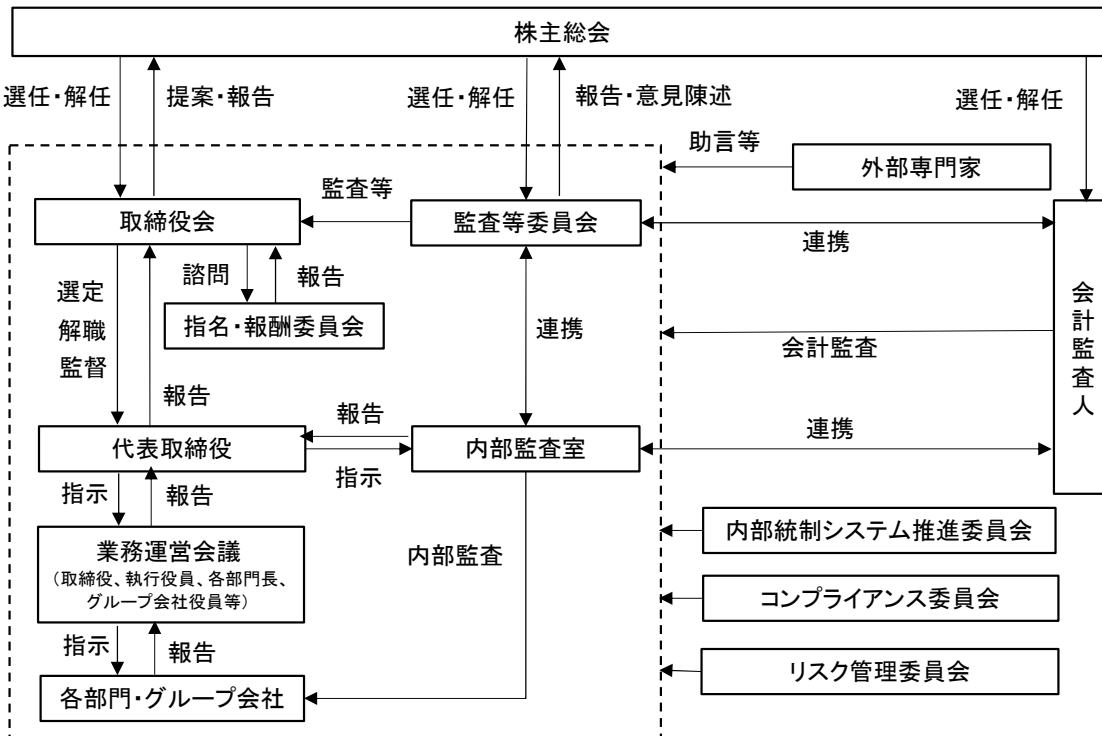 株主総会
選任・解任
提案・報告
選任・解任
報告・意見陳述
選任・解任
助言等
外部専門家
監査等
取締役会
監査等委員会
連携
諮問
報告
選定
解職
監督
指名・報酬委員会
連携
会計監査
会計監査人
報告
報告
代表取締役
内部監査室
連携
指示
指示
報告
業務運営会議
（取締役、執行役員、各部門長、
グループ会社役員等）
内部監査
内部統制システム推進委員会
コンプライアンス委員会
指示
報告
リスク管理委員会
各部門・グループ会社